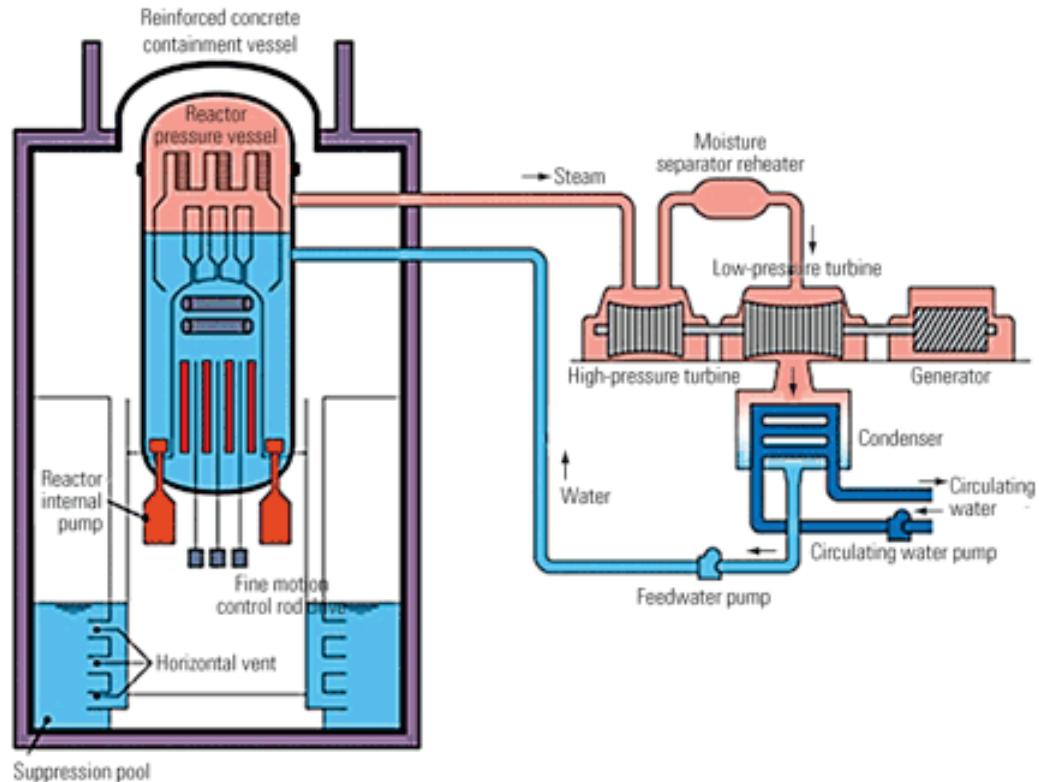 Reinforced concrete
containment vessel
Reactor
pressure vessel
Moisture
separator reheater
Steam
Low-pressure turbine
High-pressure turbine
Generator
Condenser
Reactor
internal
pump
Water
Circulating
water
Circulating water pump
Fine motion
control rod drive
Feedwater pump
Horizontal vent
Suppression pool